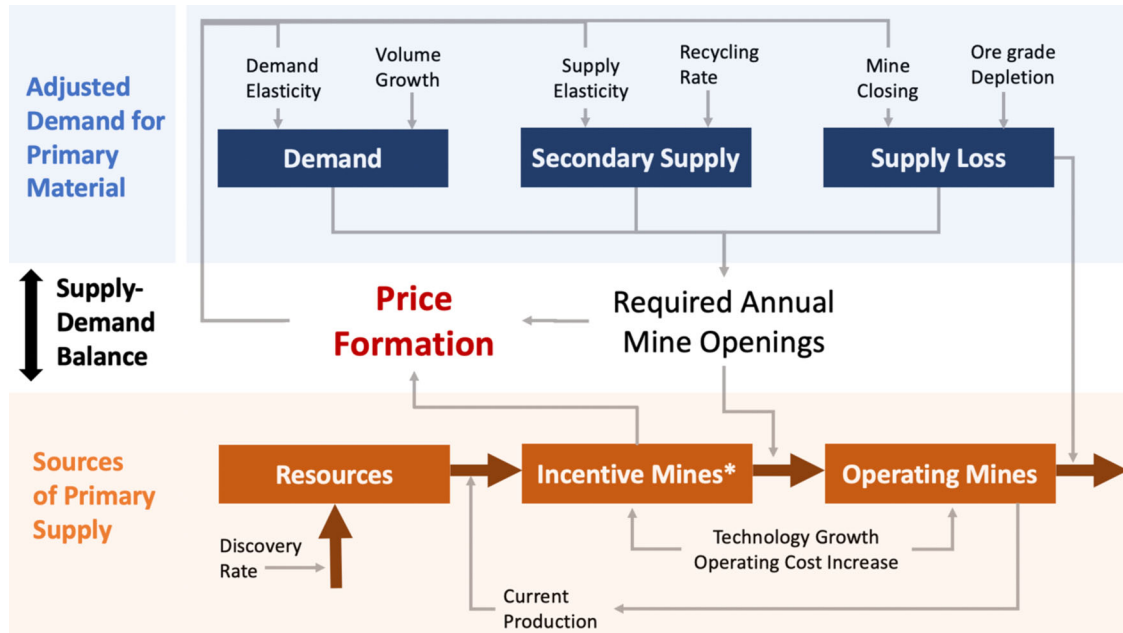 Adjusted
Demand for
Primary
Material
Demand
Elasticity
Volume
Growth
Supply
Elasticity
Recycling
Rate
Mine
Closing
Ore grade
Depletion
Demand
Secondary Supply
Supply Loss
Supply-
Demand
Balance
Price
Formation
Required Annual
Mine Openings
Sources
of Primary
Supply
Resources
Incentive Mines*
Operating Mines
Discovery
Rate
Technology Growth
Operating Cost Increase
Current
Production